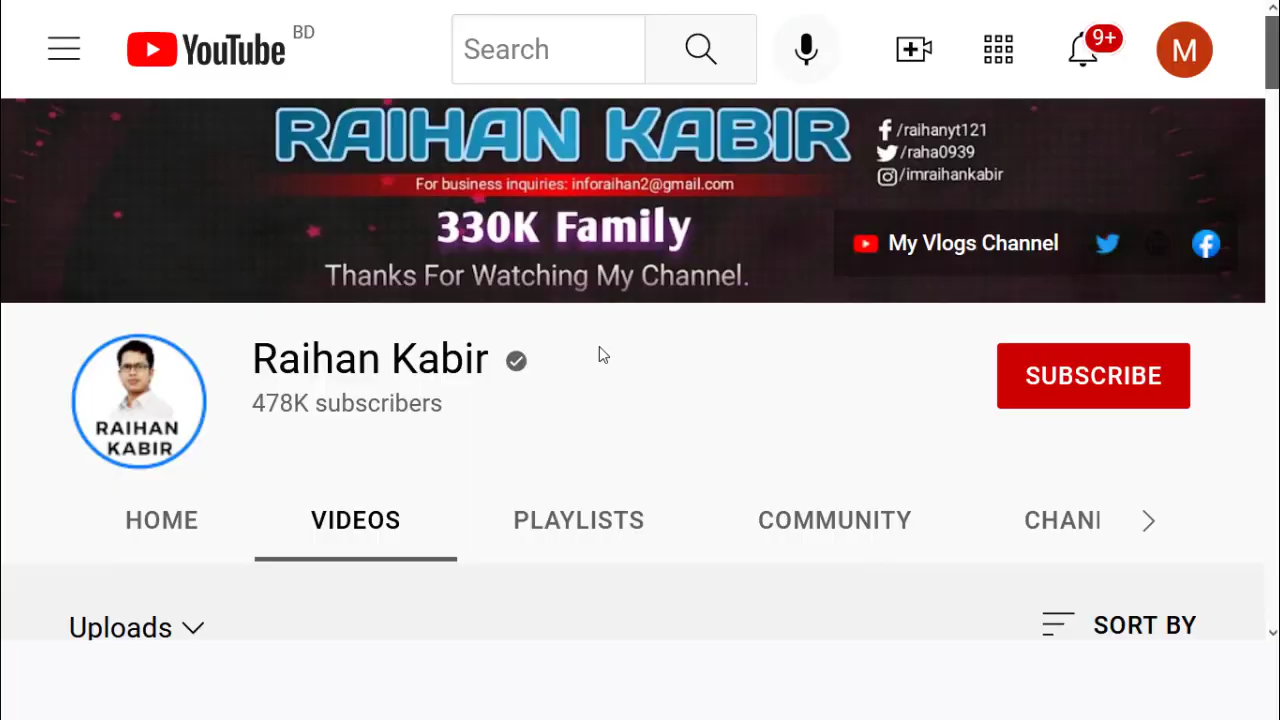 YouTube BD
Search
9+
M
RAIHAN KABIR
For business inquiries: inforaihan2@gmail.com
330K Family
Thanks For Watching My Channel.
/raihanyt121
/raha0939
/imraihankabir
My Vlogs Channel
RAIHAN
KABIR
Raihan Kabir
478K subscribers
SUBSCRIBE
HOME VIDEOS PLAYLISTS COMMUNITY CHANI
Uploads
SORT BY